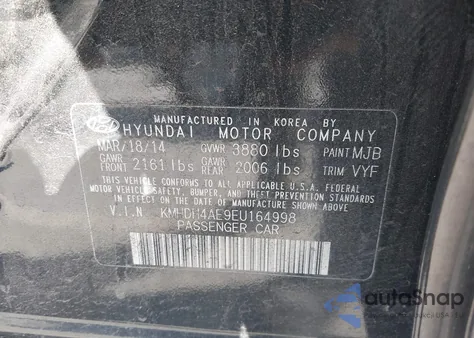 MANUFACTURED IN KOREA BY
HYUNDAI MOTOR COMPANY
MAR/18/14 GVWR 3880 lbs PAINT MJB
GAWR FRONT 2161 lbs GAWR REAR 2006 lbs TRIM VYF
THIS VEHICLE CONFORMS TO ALL APPLICABLE U.S.A. FEDERAL
MOTOR VEHICLE SAFETY, BUMPER, AND THEFT PREVENTION
STANDARDS IN EFFECT ON THE DATE OF MANUFACTURE SHOWN ABOVE.
V.I.N KMHDH4AE9EU164998
PASSENGER CAR
autoSnap